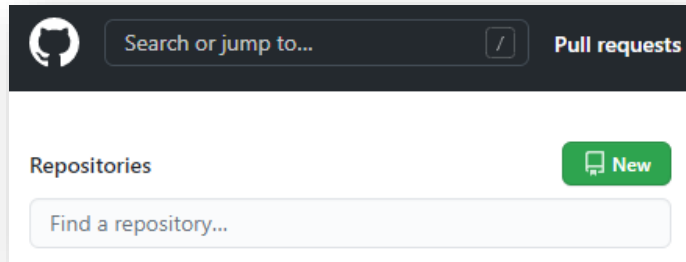 Search or jump to... / Pull requests
Repositories New
Find a repository...